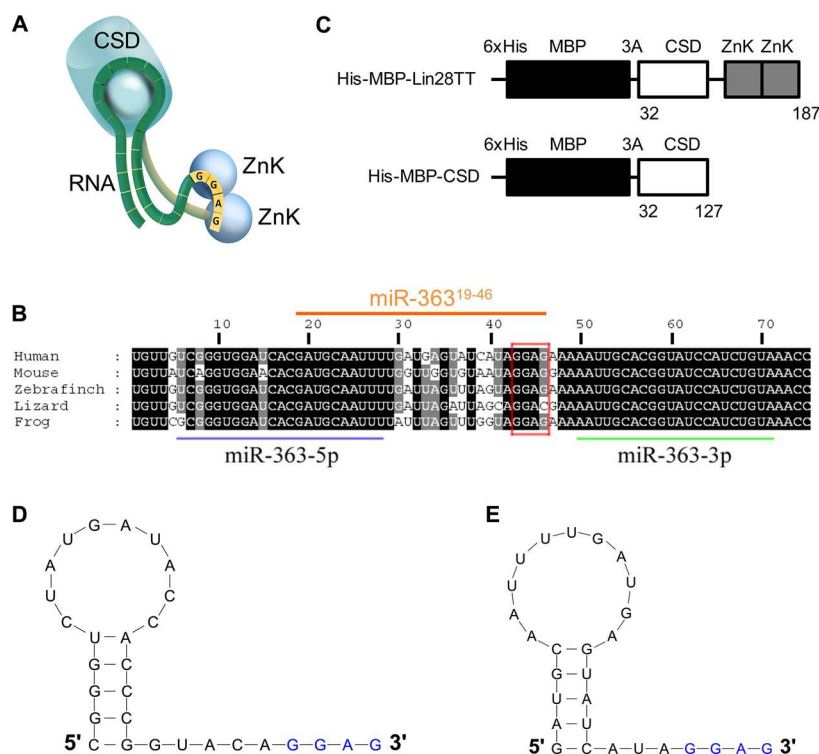 A
CSD
RNA
ZnK
ZnK
G G A G
C
6xHis MBP 3A CSD ZnK ZnK
His-MBP-Lin28TT
32 187
6xHis MBP 3A CSD
His-MBP-CSD
32 127
B
miR-363¹⁹⁻⁴⁶
10 20 30 40 50 60 70
Human : UGUUGUCGGGUGGAUCACGAUGCAAUUUUGAUGAGUAUCAUAGGAGAAAAAUUGCACGGUAUCCAUCUGUAAACC
Mouse : UGUUAUCAGGUGGAACACGAUGCAAUUUUGGUUGGUGUAAUAGGAGGAAAAUUGCACGGUAUCCAUCUGUAAACC
Zebrafinch : UGUUGUCGGGUGGAUCACGAUGCAAUUUUGAUUAGUUUAGUAGGAGAAAAAUUGCACGGUAUCCAUCUGUAAACC
Lizard : UGUUGUCGGGUGGAUCACGAUGCAAUUUUGAUUAGAUUAGCAGGACGAAAAUUGCACGGUAUCCAUCUGUAAACC
Frog : UGUUCGCGGGUGGAUCACGAUGCAAUUUUAUUUAGUUUGGUAGGAGAAAAAUUGCACGGUAUCCAUCUGUAAACC
miR-363-5p miR-363-3p
D
5' C G G G U C U A U G A U A C C A C C C G G U A C A G G A G 3'
E
5' G A U G C A A U U U U G A U G A G U A U C A U A G G A G 3'